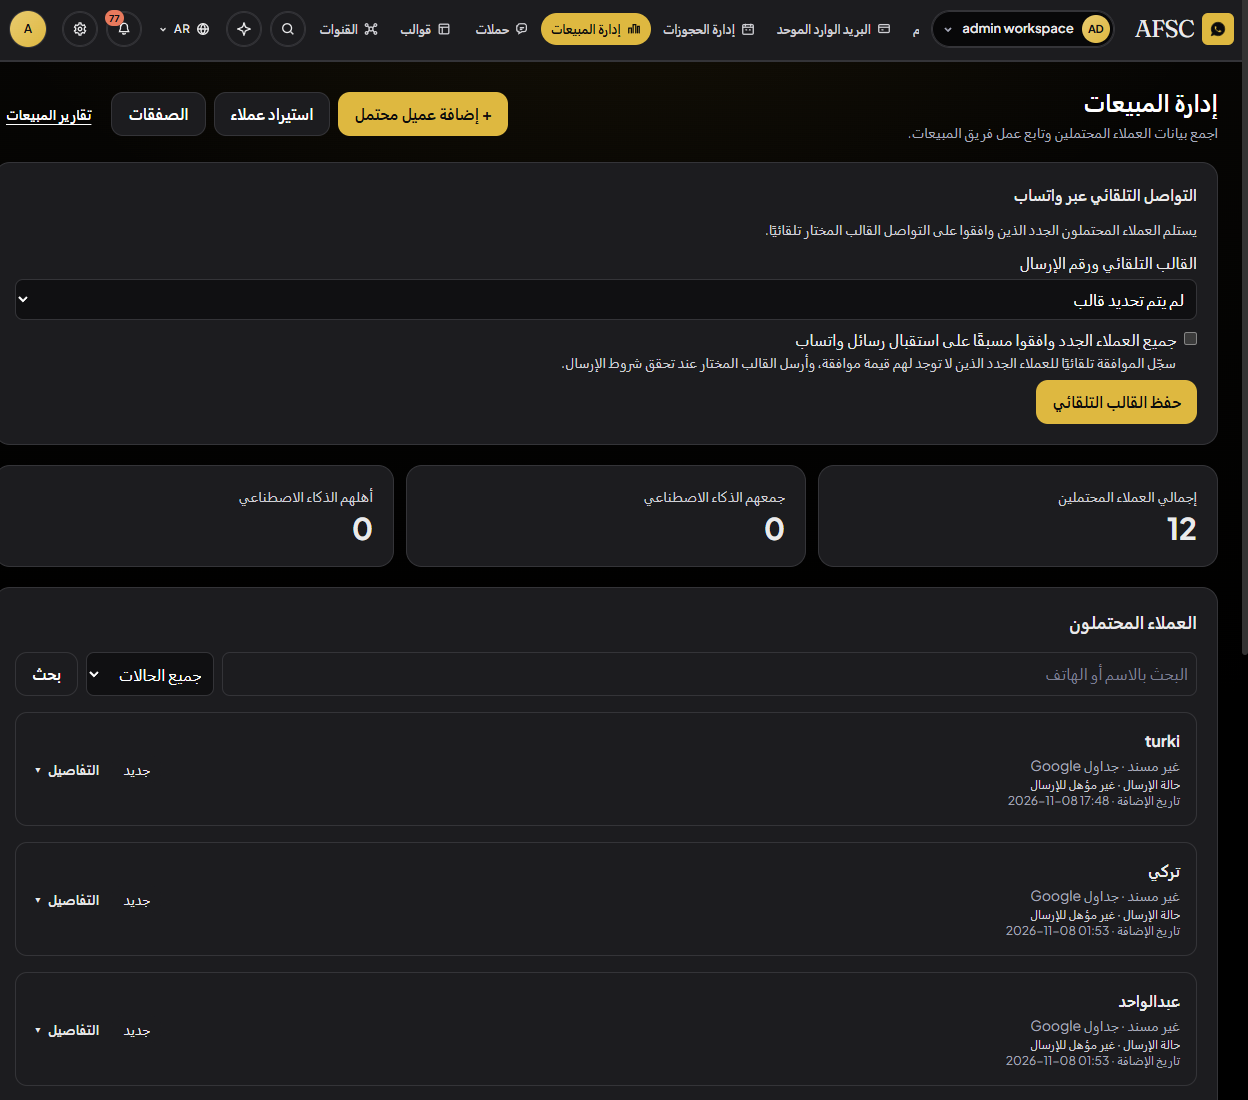 AFSC
AD admin workspace
م
البريد الوارد الموحد
إدارة الحجوزات
إدارة المبيعات
حملات
قوالب
القنوات
AR
77
A
إدارة المبيعات
اجمع بيانات العملاء المحتملين وتابع عمل فريق المبيعات.
+ إضافة عميل محتمل
استيراد عملاء
الصفقات
تقارير المبيعات
التواصل التلقائي عبر واتساب
يستلم العملاء المحتملون الجدد الذين وافقوا على التواصل القالب المختار تلقائيًا.
القالب التلقائي ورقم الإرسال
لم يتم تحديد قالب
جميع العملاء الجدد وافقوا مسبقًا على استقبال رسائل واتساب
سجّل الموافقة تلقائيًا للعملاء الجدد الذين لا توجد لهم قيمة موافقة، وأرسل القالب المختار عند تحقق شروط الإرسال.
حفظ القالب التلقائي
إجمالي العملاء المحتملين
12
جمعهم الذكاء الاصطناعي
0
أهلهم الذكاء الاصطناعي
0
العملاء المحتملون
البحث بالاسم أو الهاتف
جميع الحالات
بحث
turki
غير مسند · جداول Google
حالة الإرسال · غير مؤهل للإرسال
تاريخ الإضافة · 17:48 08-11-2026
جديد
التفاصيل
تركي
غير مسند · جداول Google
حالة الإرسال · غير مؤهل للإرسال
تاريخ الإضافة · 01:53 08-11-2026
جديد
التفاصيل
عبدالواحد
غير مسند · جداول Google
حالة الإرسال · غير مؤهل للإرسال
تاريخ الإضافة · 01:53 08-11-2026
جديد
التفاصيل